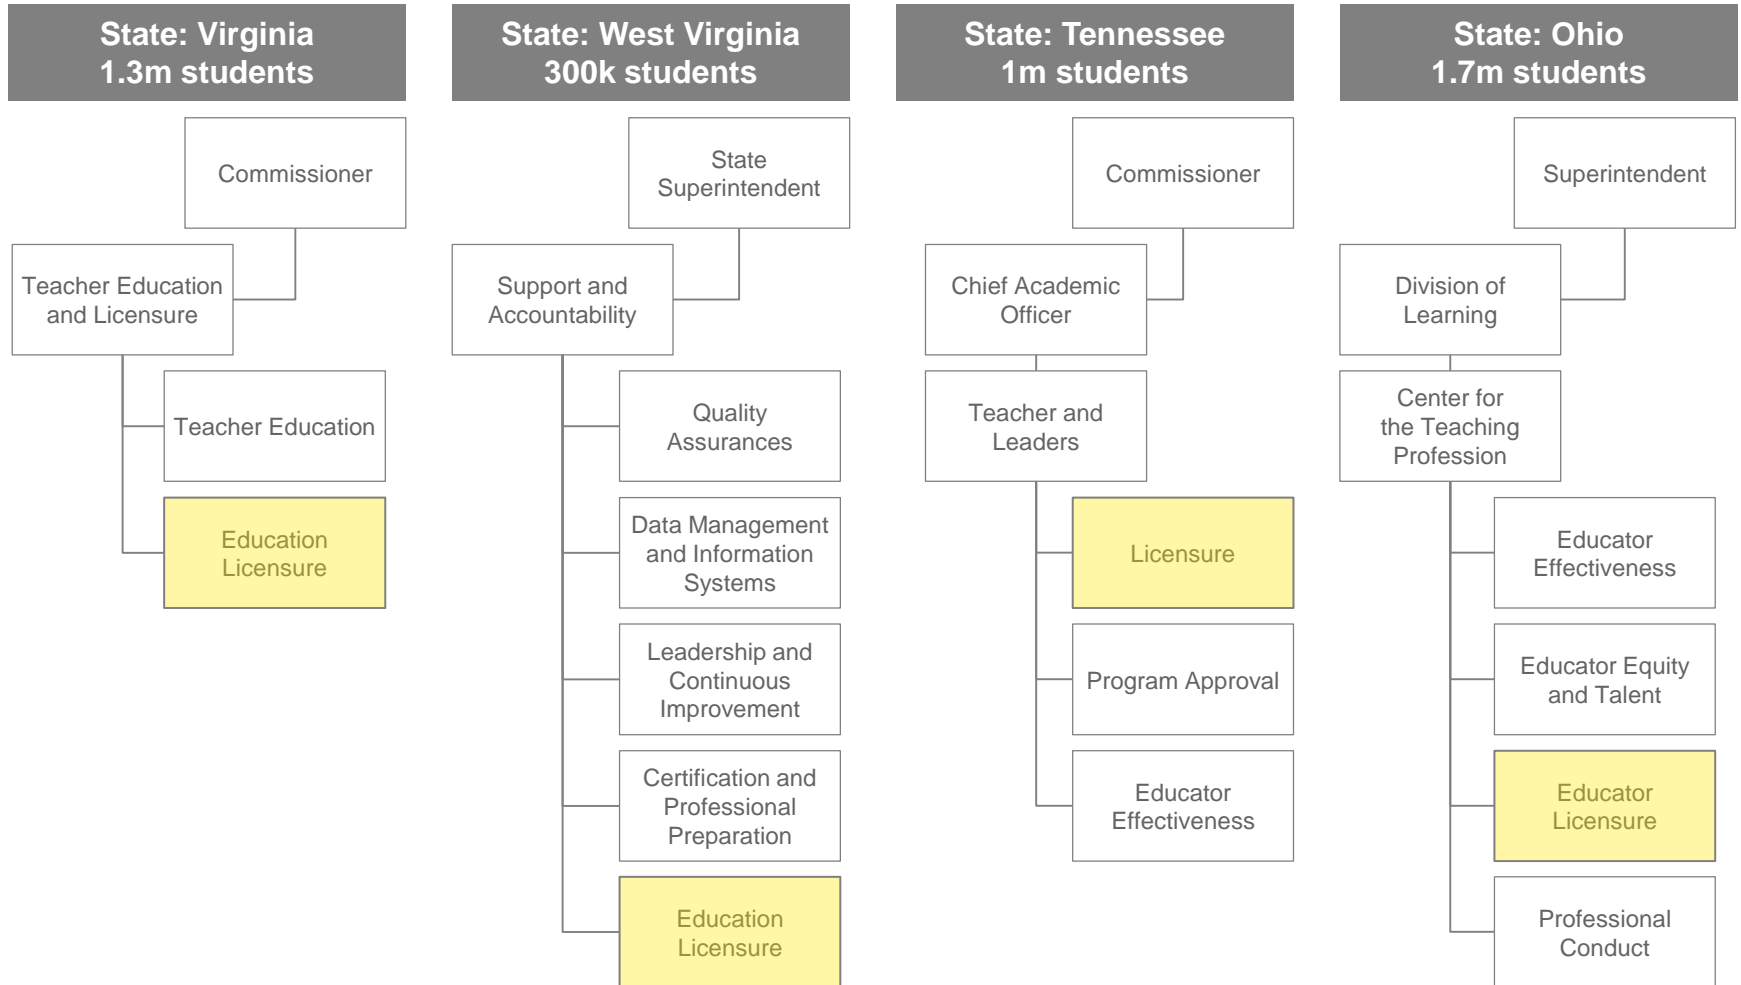 State: Virginia
1.3m students
Commissioner
Teacher Education
and Licensure
Teacher Education
Education
Licensure
State: West Virginia
300k students
State
Superintendent
Support and
Accountability
Quality
Assurances
Data Management
and Information
Systems
Leadership and
Continuous
Improvement
Certification and
Professional
Preparation
Education
Licensure
State: Tennessee
1m students
Commissioner
Chief Academic
Officer
Teacher and
Leaders
Licensure
Program Approval
Educator
Effectiveness
State: Ohio
1.7m students
Superintendent
Division of
Learning
Center for
the Teaching
Profession
Educator
Effectiveness
Educator Equity
and Talent
Educator
Licensure
Professional
Conduct